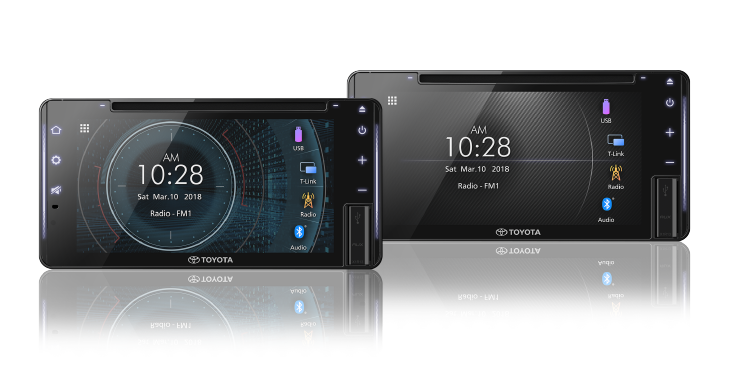 AM
10:28
Sat Mar.10 2018
Radio - FM1
USB
T-Link
Radio
Audio
TOYOTA
AM
10:28
Sat Mar.10 2018
Radio - FM1
USB
T-Link
Radio
Audio
TOYOTA